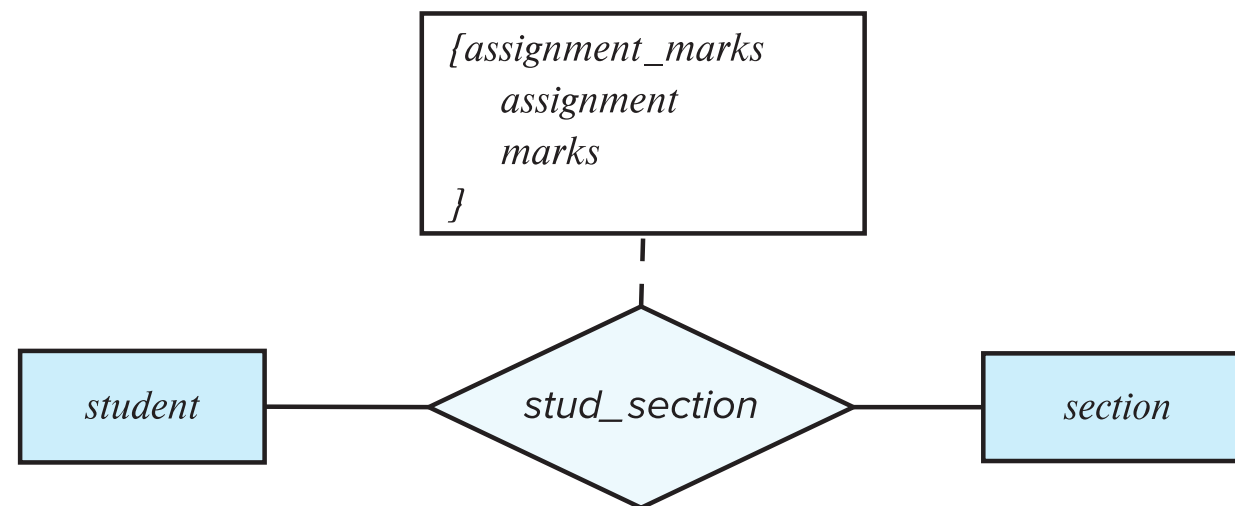 {assignment_marks
assignment
marks
}
student
stud_section
section